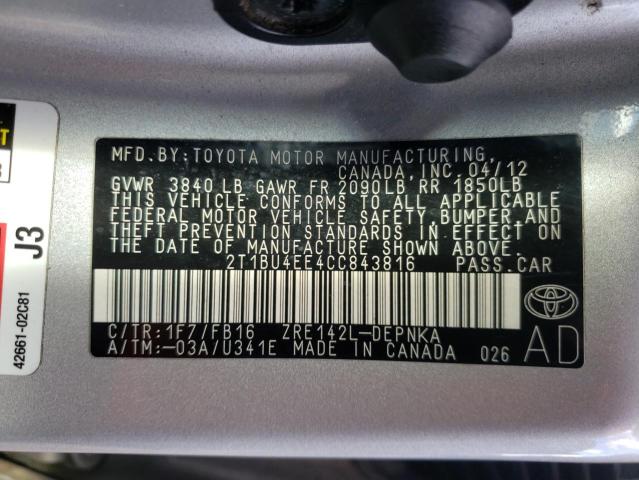 MFD. BY: TOYOTA MOTOR MANUFACTURING,
CANADA, INC. 04/12
GVWR 3840 LB GAWR FR 2090LB RR 1850LB
THIS VEHICLE CONFORMS TO ALL APPLICABLE
FEDERAL MOTOR VEHICLE SAFETY, BUMPER, AND
THEFT PREVENTION STANDARDS IN EFFECT ON
THE DATE OF MANUFACTURE SHOWN ABOVE.
2T1BU4EE4CC843816 PASS. CAR
C/TR: 1F7/FB16 ZRE142L-DEPNKA
A/TM: -03A/U341E MADE IN CANADA 026
AD
J3
42661-02C81